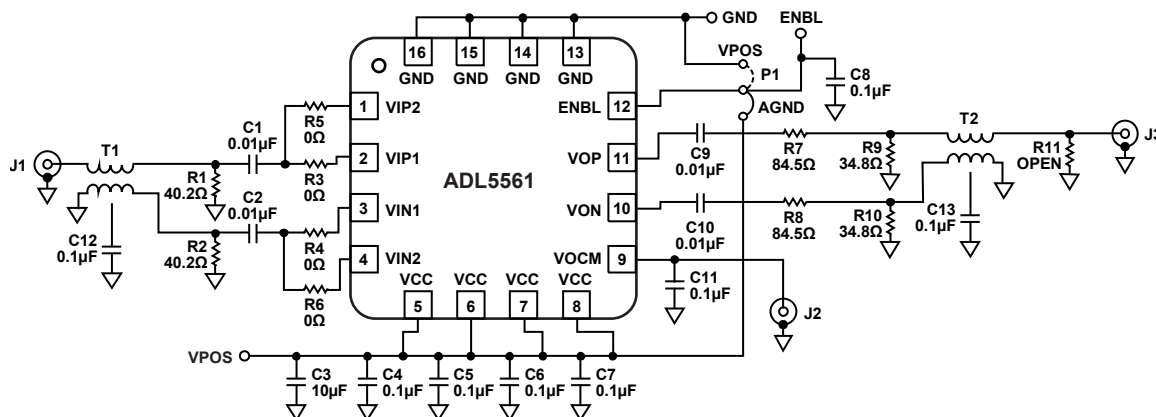 GND
ENBL
16
15
14
13
GND
GND
GND
GND
VPOS
P1
C8
0.1µF
AGND
1
VIP2
ENBL
12
R5
0Ω
C1
0.01µF
T1
J1
2
VIP1
VOP
11
C9
0.01µF
R7
84.5Ω
R9
34.8Ω
T2
R11
OPEN
J3
R1
40.2Ω
R3
0Ω
ADL5561
C2
0.01µF
3
VIN1
VON
10
C10
0.01µF
R8
84.5Ω
R10
34.8Ω
C13
0.1µF
C12
0.1µF
R2
40.2Ω
R4
0Ω
4
VIN2
VOCM
9
C11
0.1µF
R6
0Ω
VCC
VCC
VCC
VCC
5
6
7
8
J2
VPOS
C3
10µF
C4
0.1µF
C5
0.1µF
C6
0.1µF
C7
0.1µF